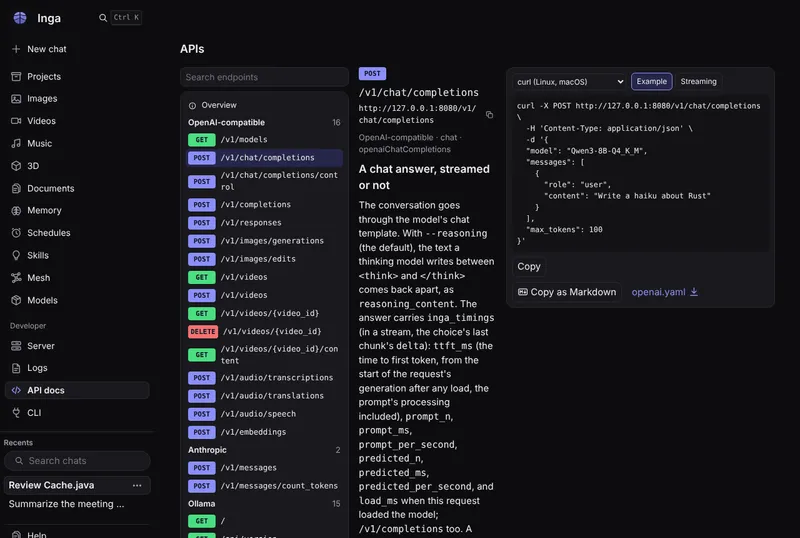 Inga
Ctrl K
New chat
Projects
Images
Videos
Music
3D
Documents
Memory
Schedules
Skills
Mesh
Models
Developer
Server
Logs
API docs
CLI
Recents
Search chats
Review Cache.java
Summarize the meeting ...
Help
APIs
Search endpoints
Overview
OpenAI-compatible 16
GET /v1/models
POST /v1/chat/completions
POST /v1/chat/completions/cont
rol
POST /v1/completions
POST /v1/responses
POST /v1/images/generations
POST /v1/images/edits
GET /v1/videos
POST /v1/videos
GET /v1/videos/{video_id}
DELETE /v1/videos/{video_id}
GET /v1/videos/{video_id}/con
tent
POST /v1/audio/transcriptions
POST /v1/audio/translations
POST /v1/audio/speech
POST /v1/embeddings
Anthropic 2
POST /v1/messages
POST /v1/messages/count_tokens
Ollama 15
GET /
POST
/v1/chat/completions
http://127.0.0.1:8080/v1/
chat/completions
OpenAI-compatible · chat ·
openaiChatCompletions
A chat answer, streamed
or not
The conversation goes
through the model's chat
template. With --reasoning
(the default), the text a
thinking model writes between
<think> and </think>
comes back apart, as
reasoning_content. The
answer carries inga_timings
(in a stream, the choice's last
chunk's delta): ttft_ms (the
time to first token, from the
start of the request's
generation after any load, the
prompt's processing
included), prompt_n,
prompt_ms,
prompt_per_second,
predicted_n,
predicted_ms,
predicted_per_second, and
load_ms when this request
loaded the model;
/v1/completions too. A
curl (Linux, macOS)
Example
Streaming
curl -X POST http://127.0.0.1:8080/v1/chat/completions
\
-H 'Content-Type: application/json' \
-d '{
"model": "Qwen3-8B-Q4_K_M",
"messages": [
{
"role": "user",
"content": "Write a haiku about Rust"
}
],
"max_tokens": 100
}'
Copy
Copy as Markdown
openai.yaml